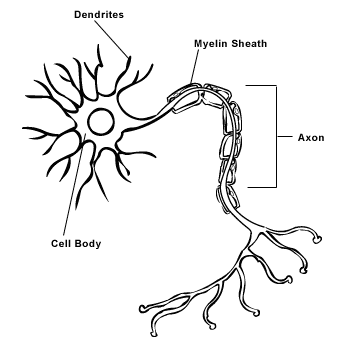 Dendrites
Myelin Sheath
Axon
Cell Body